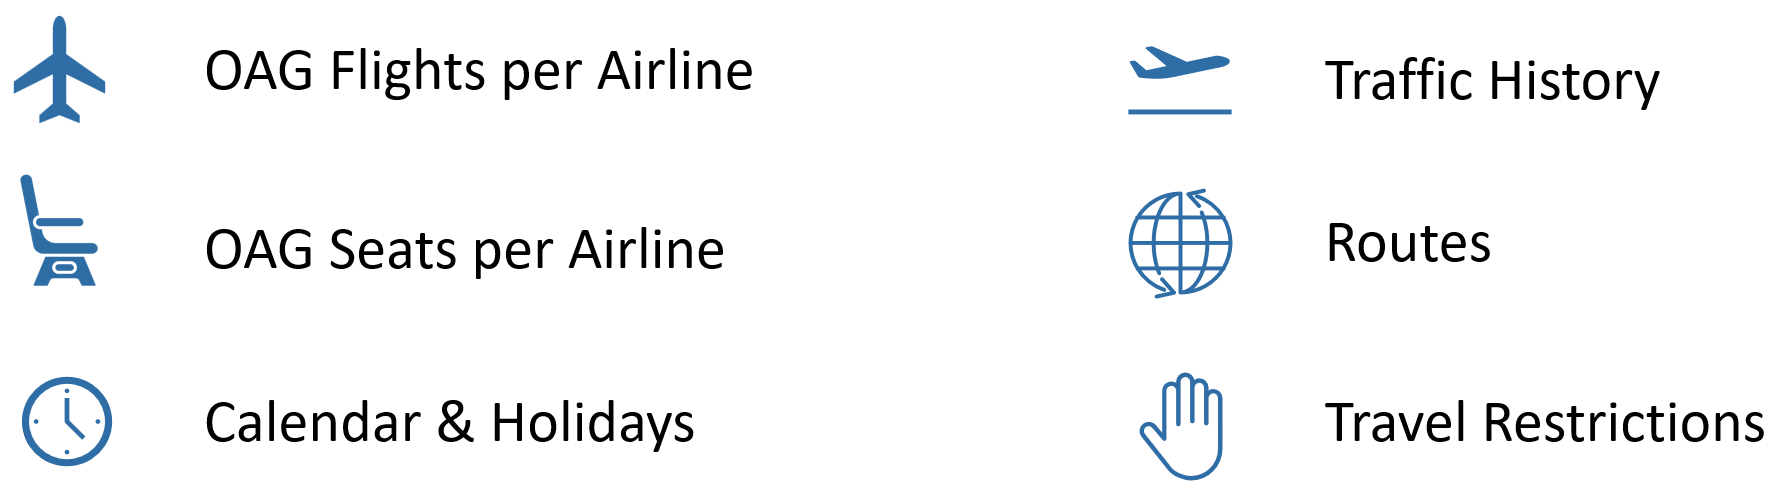 OAG Flights per Airline
OAG Seats per Airline
Calendar & Holidays
Traffic History
Routes
Travel Restrictions